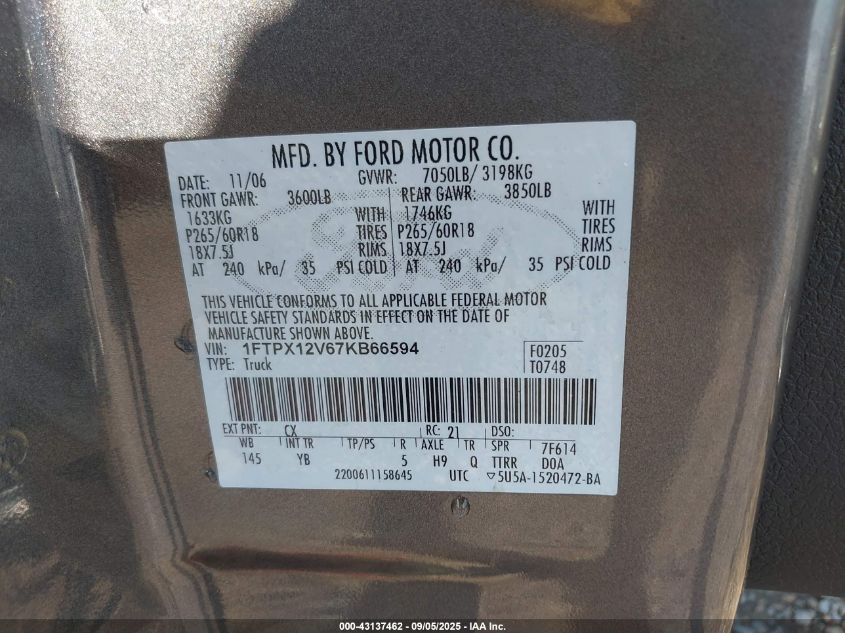 MFD. BY FORD MOTOR CO.
DATE: 11/06 GVWR: 7050LB/ 3198KG
FRONT GAWR: 3600LB REAR GAWR: 3850LB
1633KG WITH 1746KG WITH
P265/60R18 TIRES P265/60R18 TIRES
18X7.5J RIMS 18X7.5J RIMS
AT 240 kPa/ 35 PSI COLD AT 240 kPa/ 35 PSI COLD
THIS VEHICLE CONFORMS TO ALL APPLICABLE FEDERAL MOTOR
VEHICLE SAFETY STANDARDS IN EFFECT ON THE DATE OF
MANUFACTURE SHOWN ABOVE.
VIN: 1FTPX12V67KB66594 F0205
TYPE: Truck T0748
EXT PNT: CX RC: 21 DSO:
WB INT TR TP/PS R AXLE TR SPR 7F614
145 YB 5 H9 Q TTRR DOA
2200611158645 UTC ▽5U5A-1520472-BA
000-43137462 - 09/05/2025 - IAA Inc.